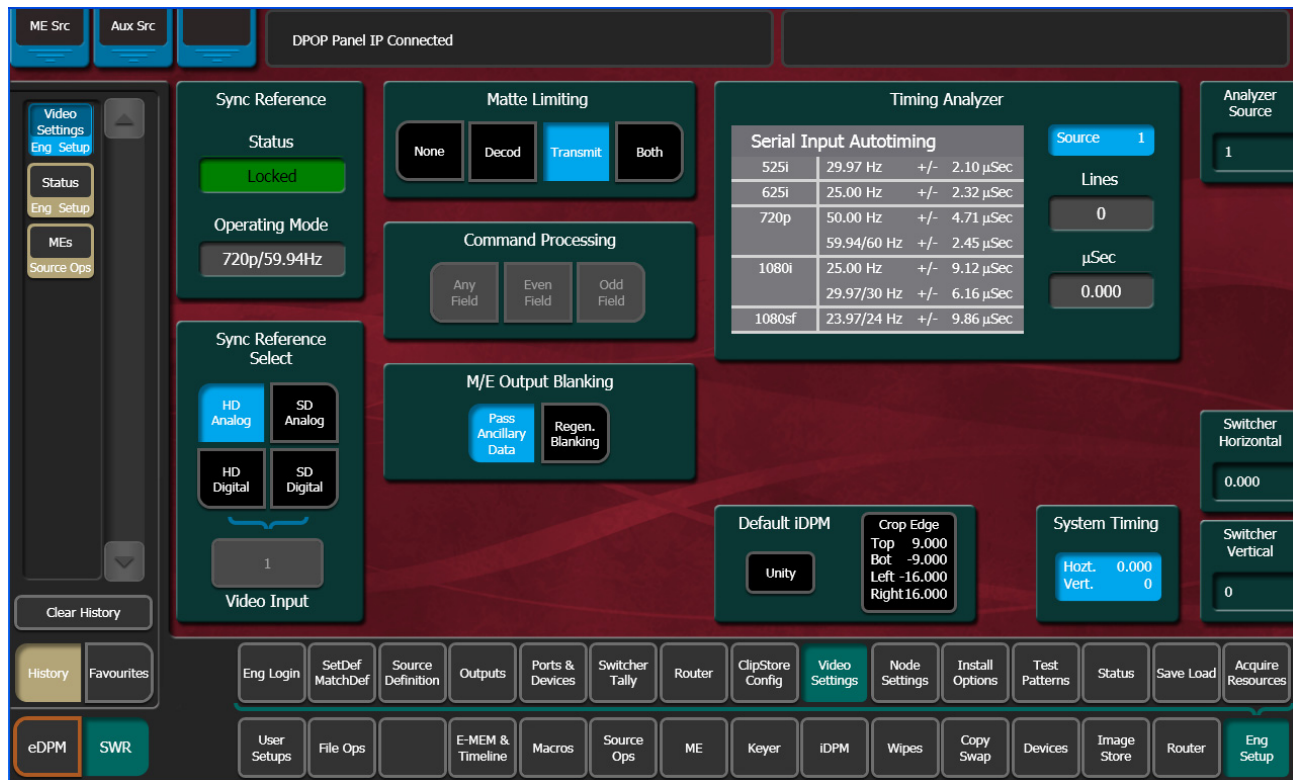 ME Src
Aux Src
DPOP Panel IP Connected
Video
Settings
Eng Setup
Status
Eng Setup
MEs
Source Ops
Clear History
History
Favourites
eDPM
SWR
Sync Reference
Status
Locked
Operating Mode
720p/59.94Hz
Sync Reference
Select
HD
Analog
SD
Analog
HD
Digital
SD
Digital
1
Video Input
Matte Limiting
None
Decod
Transmit
Both
Command Processing
Any
Field
Even
Field
Odd
Field
M/E Output Blanking
Pass
Ancillary
Data
Regen.
Blanking
Timing Analyzer
Serial Input Autotiming
525i 29.97 Hz +/- 2.10 µSec
625i 25.00 Hz +/- 2.32 µSec
720p 50.00 Hz +/- 4.71 µSec
59.94/60 Hz +/- 2.45 µSec
1080i 25.00 Hz +/- 9.12 µSec
29.97/30 Hz +/- 6.16 µSec
1080sf 23.97/24 Hz +/- 9.86 µSec
Source 1
Lines
0
µSec
0.000
Analyzer
Source
1
Switcher
Horizontal
0.000
Switcher
Vertical
0
Default iDPM
Unity
Crop Edge
Top 9.000
Bot -9.000
Left -16.000
Right 16.000
System Timing
Hozt. 0.000
Vert. 0
Eng Login
SetDef
MatchDef
Source
Definition
Outputs
Ports &
Devices
Switcher
Tally
Router
ClipStore
Config
Video
Settings
Node
Settings
Install
Options
Test
Patterns
Status
Save Load
Acquire
Resources
User
Setups
File Ops
E-MEM &
Timeline
Macros
Source
Ops
ME
Keyer
iDPM
Wipes
Copy
Swap
Devices
Image
Store
Router
Eng
Setup